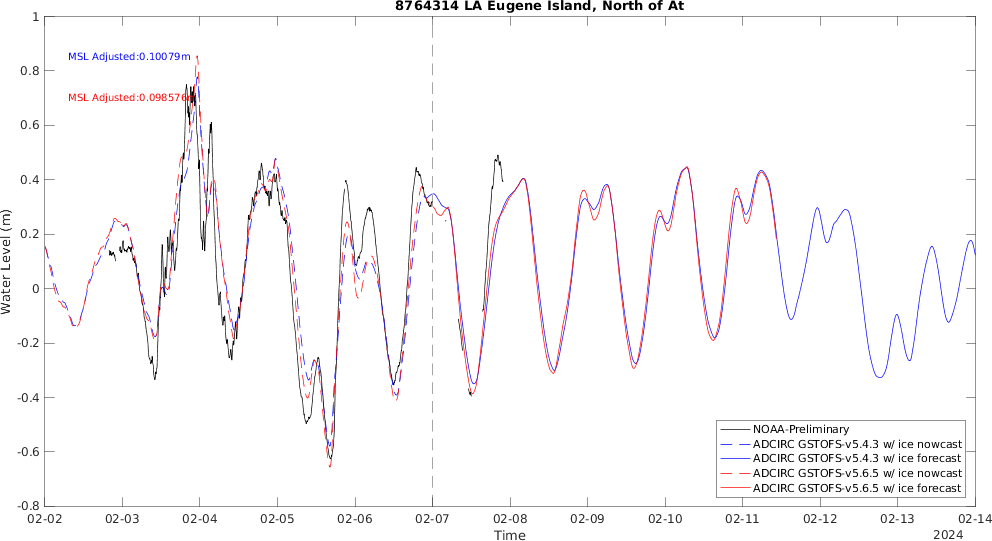 8764314 LA Eugene Island, North of At
MSL Adjusted:0.10079m
MSL Adjusted:0.098576
1
0.8
0.6
0.4
0.2
0
-0.2
-0.4
-0.6
-0.8
Water Level (m)
NOAA-Preliminary
ADCIRC GSTOFS-v5.4.3 w/ ice nowcast
ADCIRC GSTOFS-v5.4.3 w/ ice forecast
ADCIRC GSTOFS-v5.6.5 w/ ice nowcast
ADCIRC GSTOFS-v5.6.5 w/ ice forecast
02-02 02-03 02-04 02-05 02-06 02-07 02-08 02-09 02-10 02-11 02-12 02-13 02-14
Time
2024